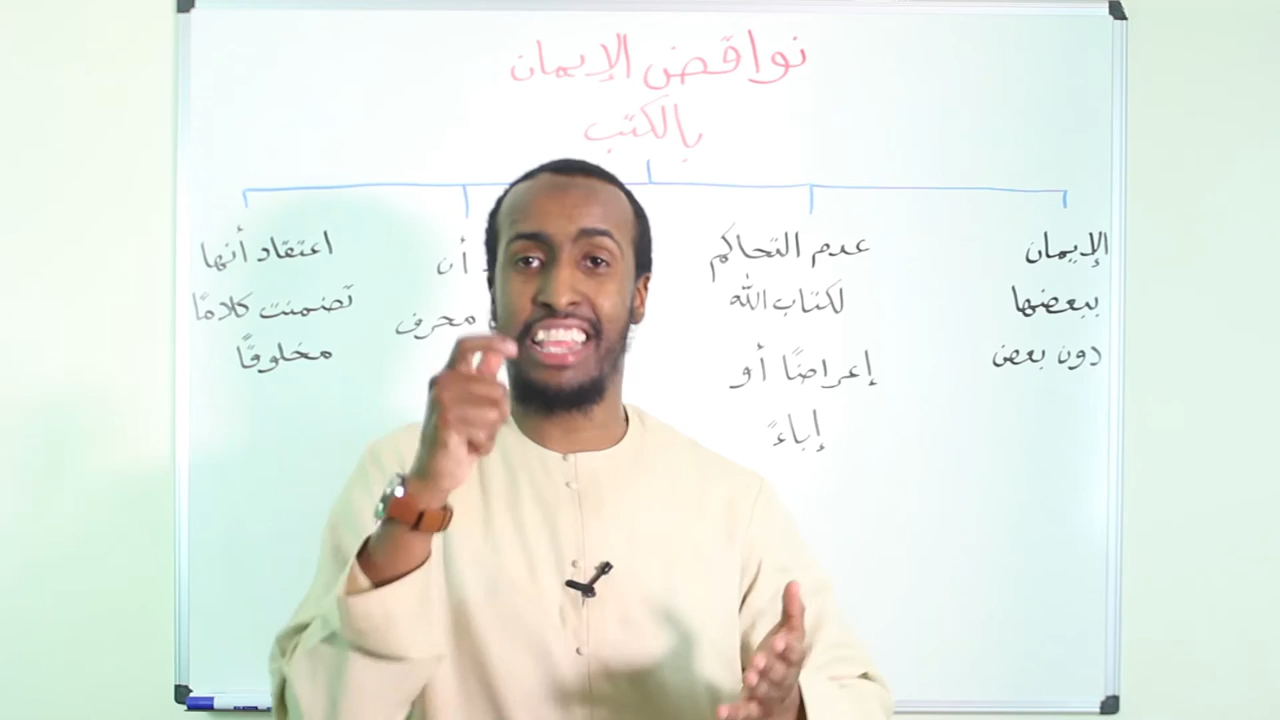 نواقض الإيمان
بالكتب
الإيمان
ببعضها
دون بعض
عدم التحاكم
لكتاب الله
إعراضًا أو
إباءً
أن
محرف
اعتقاد أنها
تضمنت كلامًا
مخلوقًا